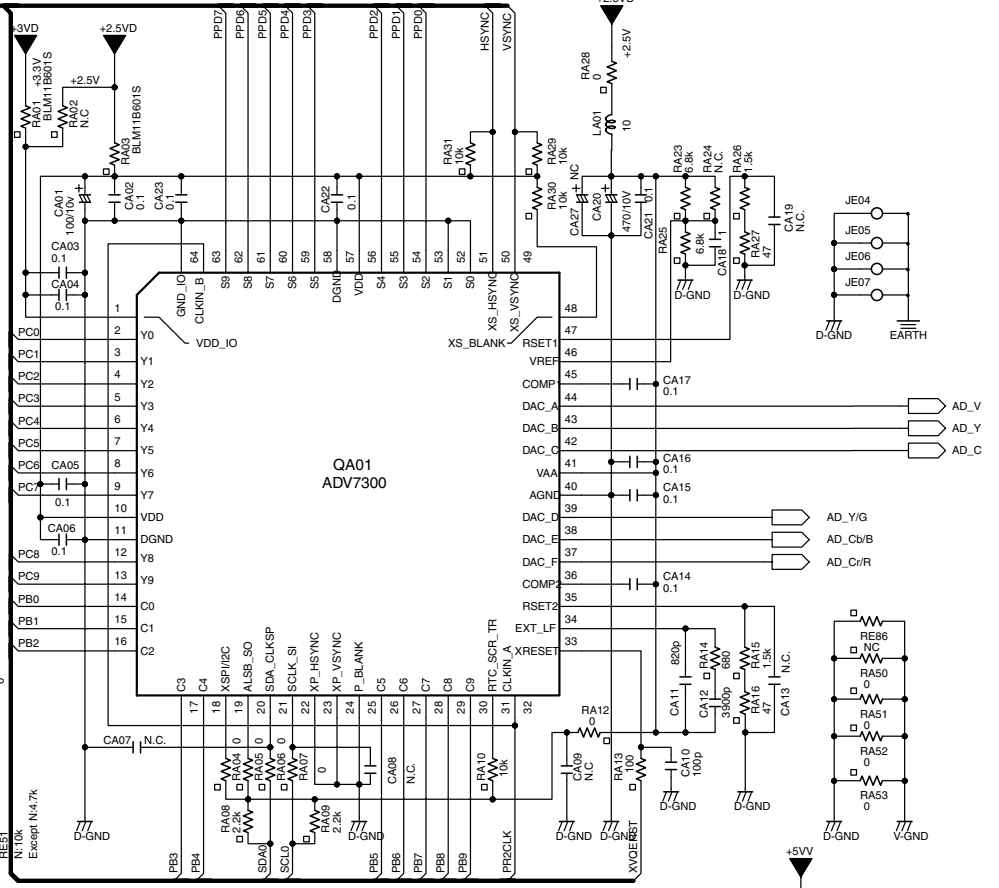 PPD7
PPD6
PPD5
PPD4
PPD3
PPD2
PPD1
PPD0
HSYNC
VSYNC
+3VD
+2.5VD
+3.3V
BLM11B601S
RA01
+2.5V
RA02
N.C
RA03
BLM11B601S
RA28
0
+2.5V
LA01
10
RA31
10k
RA29
10k
RA30
10k
CA01
100/10v
CA02
0.1
CA23
0.1
CA22
0.1
NC
CA27
CA20
470/10V
CA21
0.1
RA23
6.8k
RA24
N.C.
RA26
1.5k
RA25
6.8k
CA18
1
RA27
47
CA19
N.C.
D-GND
D-GND
JE04
JE05
JE06
JE07
D-GND
EARTH
CA03
0.1
CA04
0.1
64
63
62
61
60
59
58
57
56
55
54
53
52
51
50
49
GND_IO
CLKIN_B
S9
S8
S7
S6
S5
DGND
VDD
S4
S3
S2
S1
S0
XS_HSYNC
XS_VSYNC
1
VDD_IO
PC0
2
Y0
PC1
3
Y1
PC2
4
Y2
PC3
5
Y3
PC4
6
Y4
PC5
7
Y5
PC6
8
Y6
PC7
9
Y7
CA05
0.1
10
VDD
11
DGND
CA06
0.1
PC8
12
Y8
PC9
13
Y9
PB0
14
C0
PB1
15
C1
PB2
16
C2
QA01
ADV7300
48
XS_BLANK
47
RSET1
46
VREF
45
COMP1
CA17
0.1
44
DAC_A
AD_V
43
DAC_B
AD_Y
42
DAC_C
AD_C
41
VAA
CA16
0.1
40
AGND
CA15
0.1
39
DAC_D
AD_Y/G
38
DAC_E
AD_Cb/B
37
DAC_F
AD_Cr/R
36
COMP2
CA14
0.1
35
RSET2
34
EXT_LF
33
XRESET
C3
C4
XSPI/I2C
ALSB_SO
SDA_CLKSP
SCLK_SI
XP_HSYNC
XP_VSYNC
P_BLANK
C5
C6
C7
C8
C9
RTC_SCR_TR
CLKIN_A
17
18
19
20
21
22
23
24
25
26
27
28
29
30
31
32
CA07
N.C.
0
RA04
0
RA05
0
RA06
0
RA07
CA08
N.C.
RA08
2.2k
RA09
2.2k
RA10
10k
RA12
0
CA09
N.C
RA13
100
CA10
100p
820p
CA11
RA14
680
CA12
3900p
RA15
1.5k
RA16
47
N.C.
CA13
RE86
NC
RA50
0
RA51
0
RA52
0
RA53
0
D-GND
D-GND
D-GND
D-GND
D-GND
D-GND
V-GND
RE51
N:10k
Except N:4.7k
PB3
PB4
SDA0
SCL0
PB5
PB6
PB7
PB8
PB9
PR2CLK
+5VV